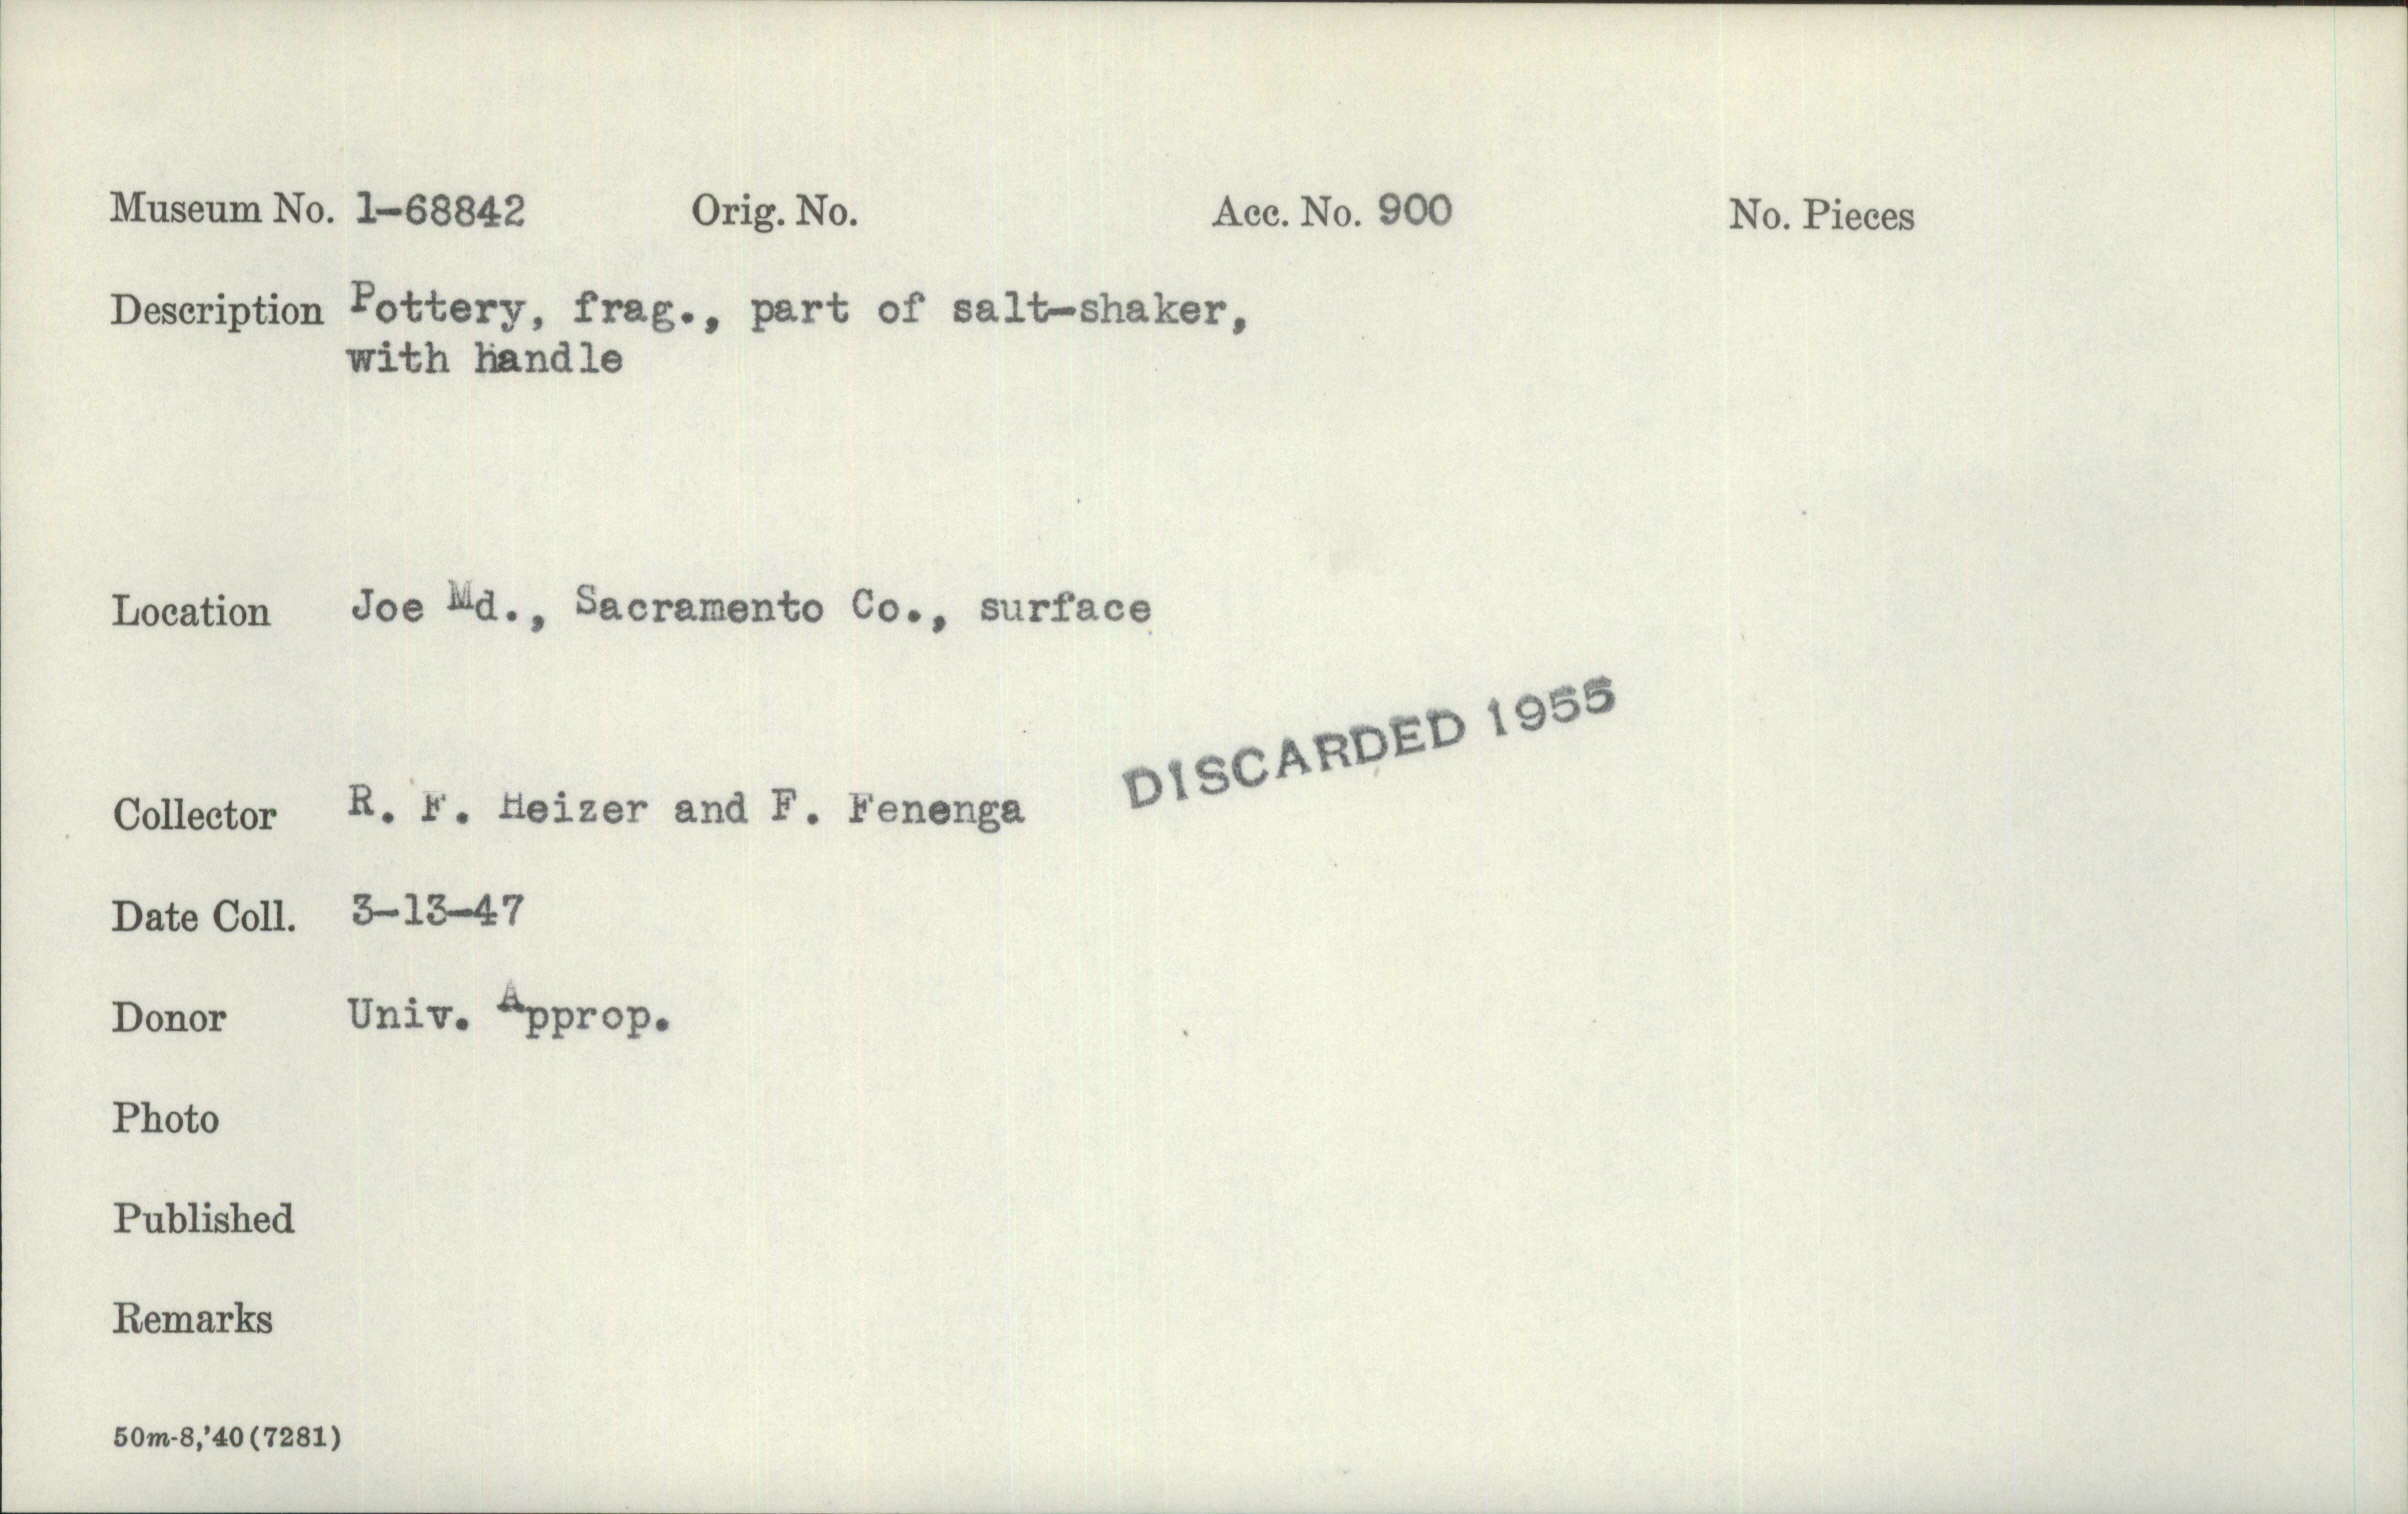 Museum No. 1-68842 Orig. No. Acc. No. 900 No. Pieces
Description Pottery, frag., part of salt-shaker,
with handle
Location Joe Md., Sacramento Co., surface
DISCARDED 1955
Collector R. F. Heizer and F. Fenenga
Date Coll. 3-13-47
Donor Univ. Approp.
Photo
Published
Remarks
50m-8,'40(7281)